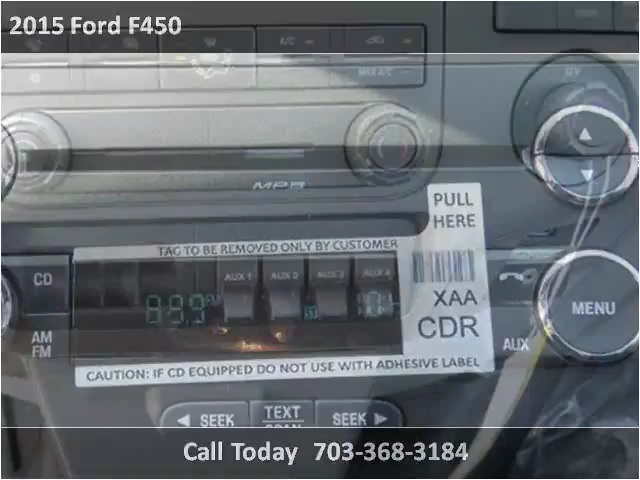 2015 Ford F450
A/C
MAX A/C
MP3
PULL
HERE
TAG TO BE REMOVED ONLY BY CUSTOMER
CD
AUX 1 AUX 2 AUX 3 AUX 4
XAA
CDR
MENU
AM
FM
AUX
CAUTION: IF CD EQUIPPED DO NOT USE WITH ADHESIVE LABEL
SEEK TEXT SEEK
SCAN
Call Today 703-368-3184